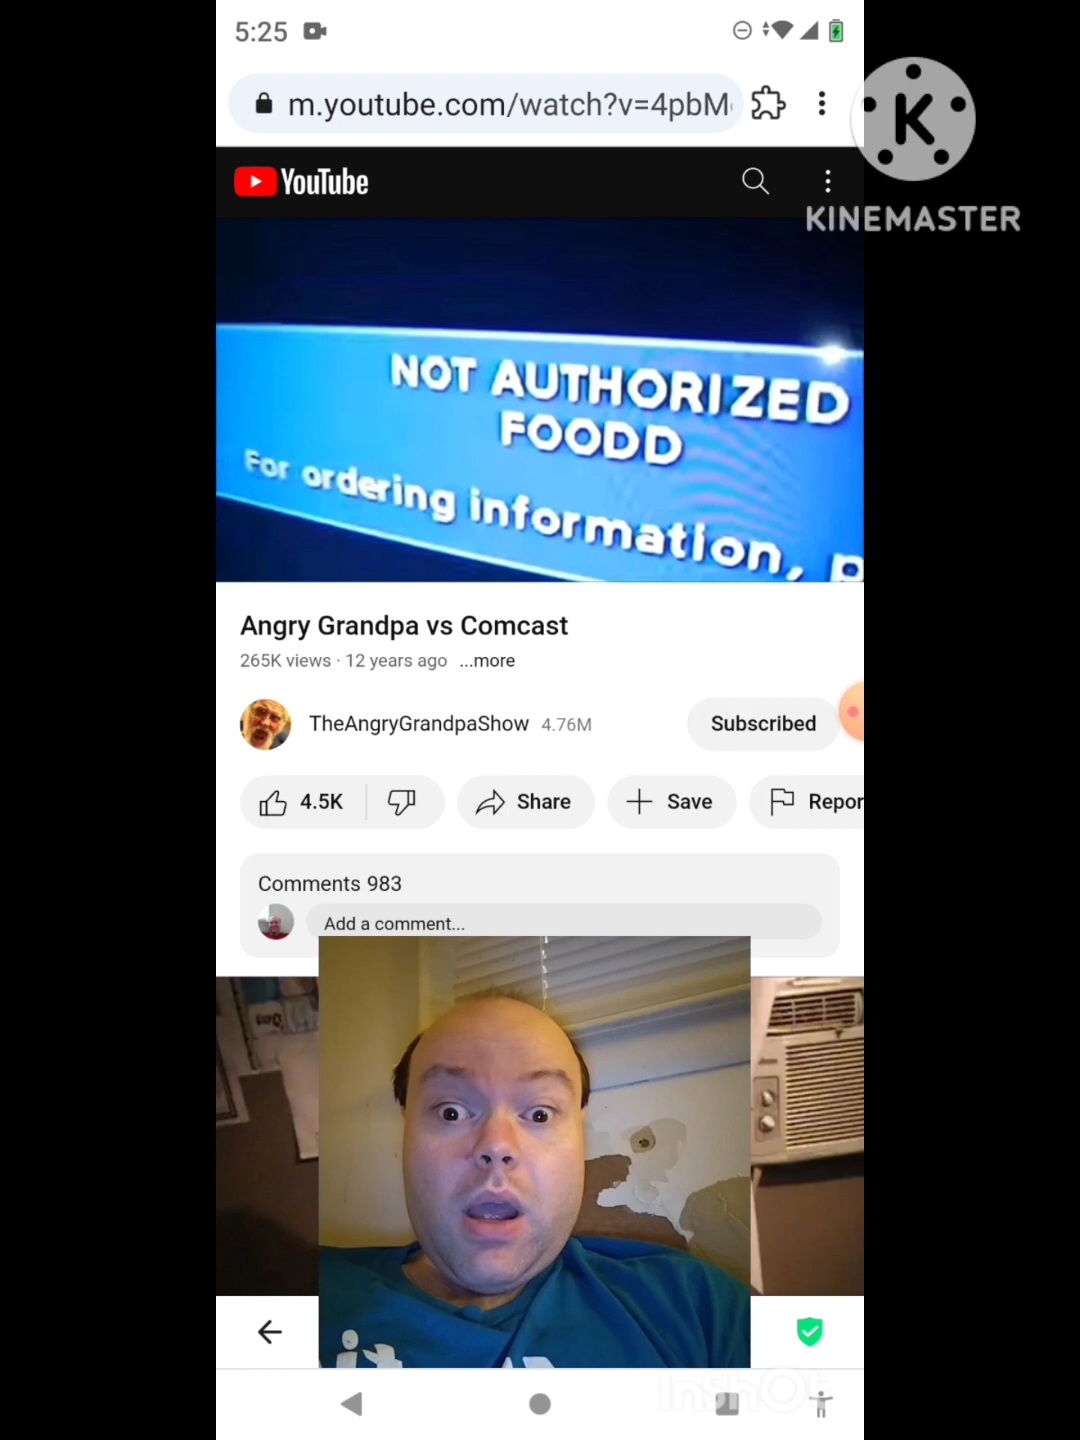 5:25
m.youtube.com/watch?v=4pbM
K
KINEMASTER
YouTube
NOT AUTHORIZED
FOODD
For ordering information, p
Angry Grandpa vs Comcast
265K views · 12 years ago ...more
TheAngryGrandpaShow 4.76M
Subscribed
4.5K
Share
Save
Repor
Comments 983
Add a comment...
InShOt